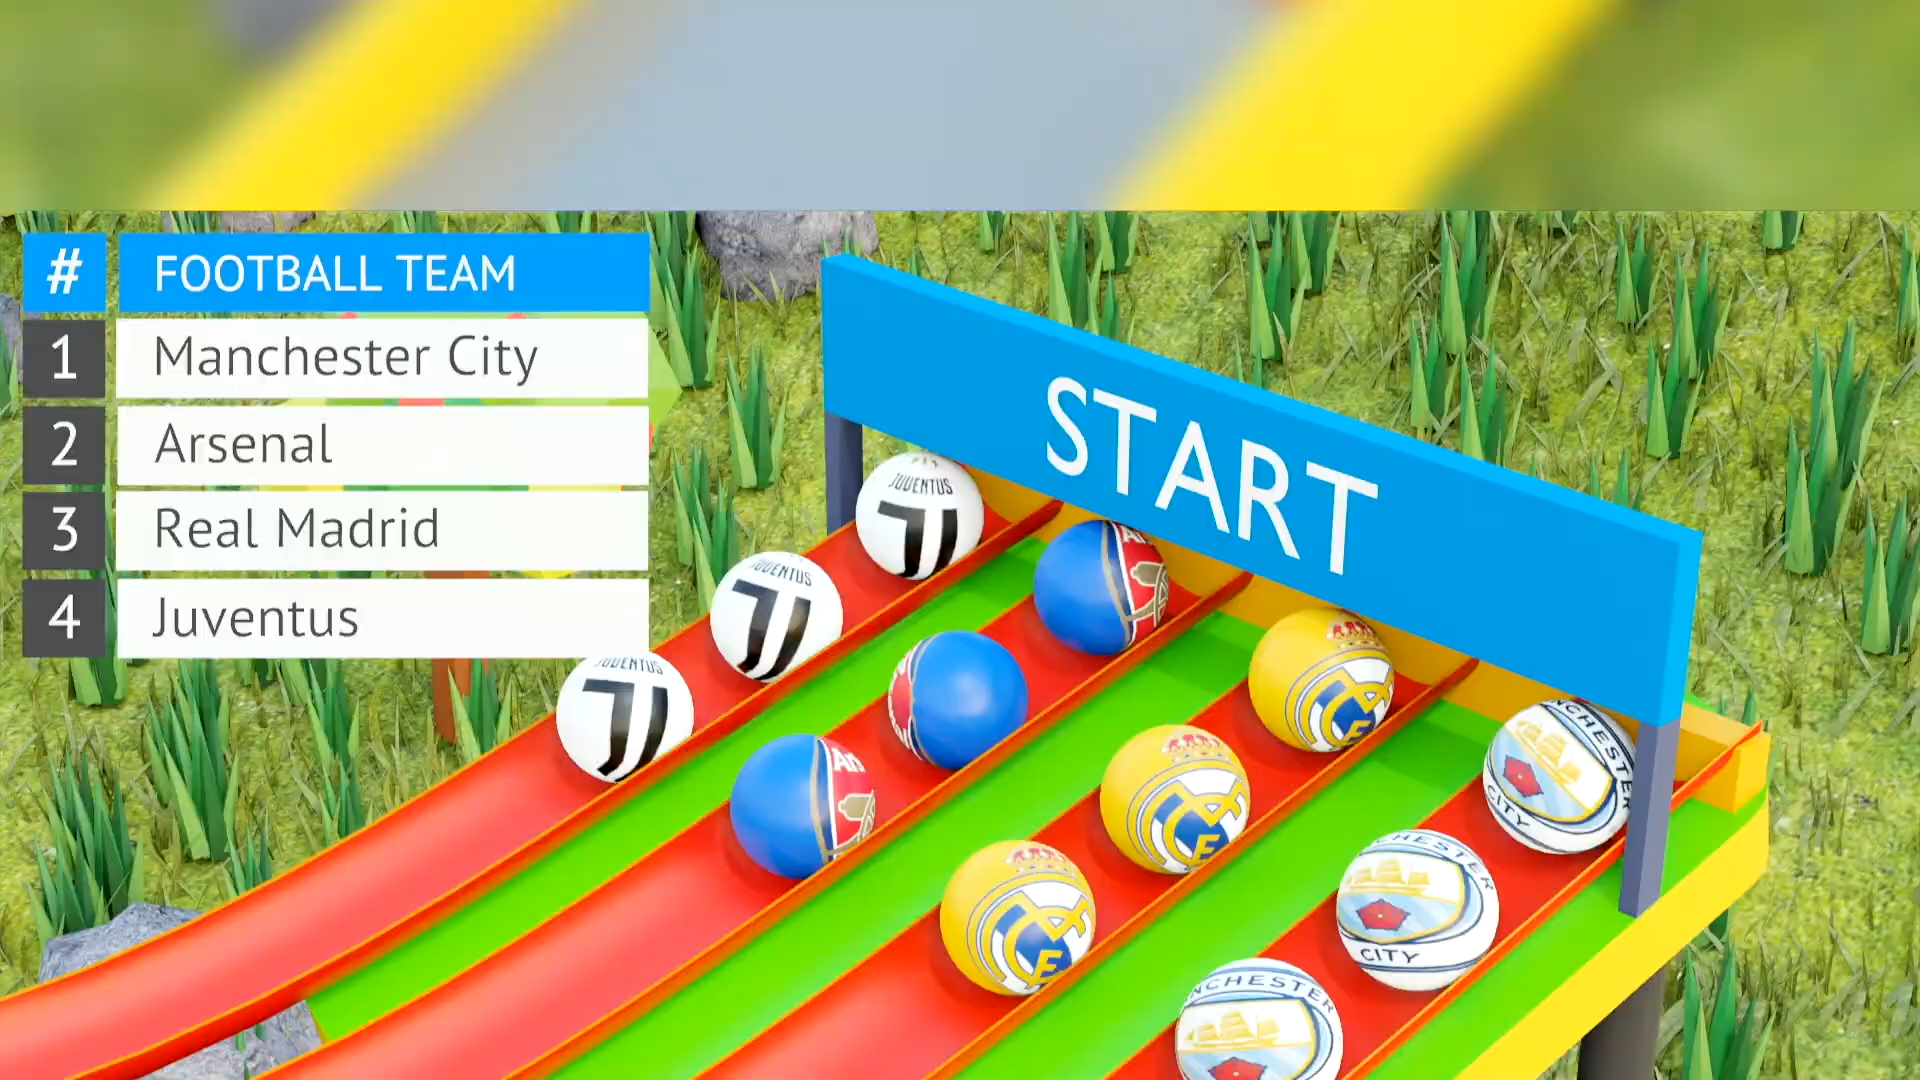 # FOOTBALL TEAM
1 Manchester City
2 Arsenal
3 Real Madrid
4 Juventus
START
JUVENTUS
JUVENTUS
JUVENTUS
CITY
CITY